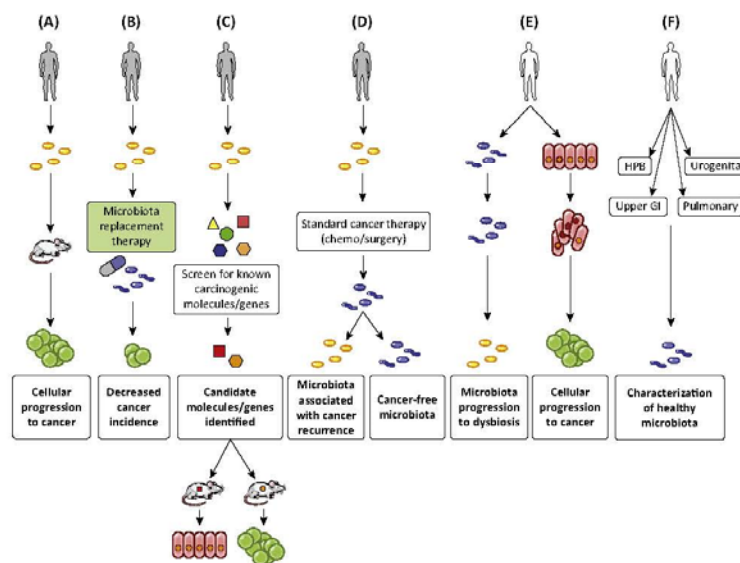 (A)
(B)
(C)
(D)
(E)
(F)
Microbiota
replacement
therapy
Screen for known
carcinogenic
molecules/genes
Standard cancer therapy
(chemo/surgery)
HPB
Urogenita
Upper GI
Pulmonary
Cellular
progression
to cancer
Decreased
cancer
incidence
Candidate
molecules/genes
identified
Microbiota
associated with cancer
recurrence
Cancer-free
microbiota
Microbiota
progression
to dysbiosis
Cellular
progression
to cancer
Characterization
of healthy
microbiota